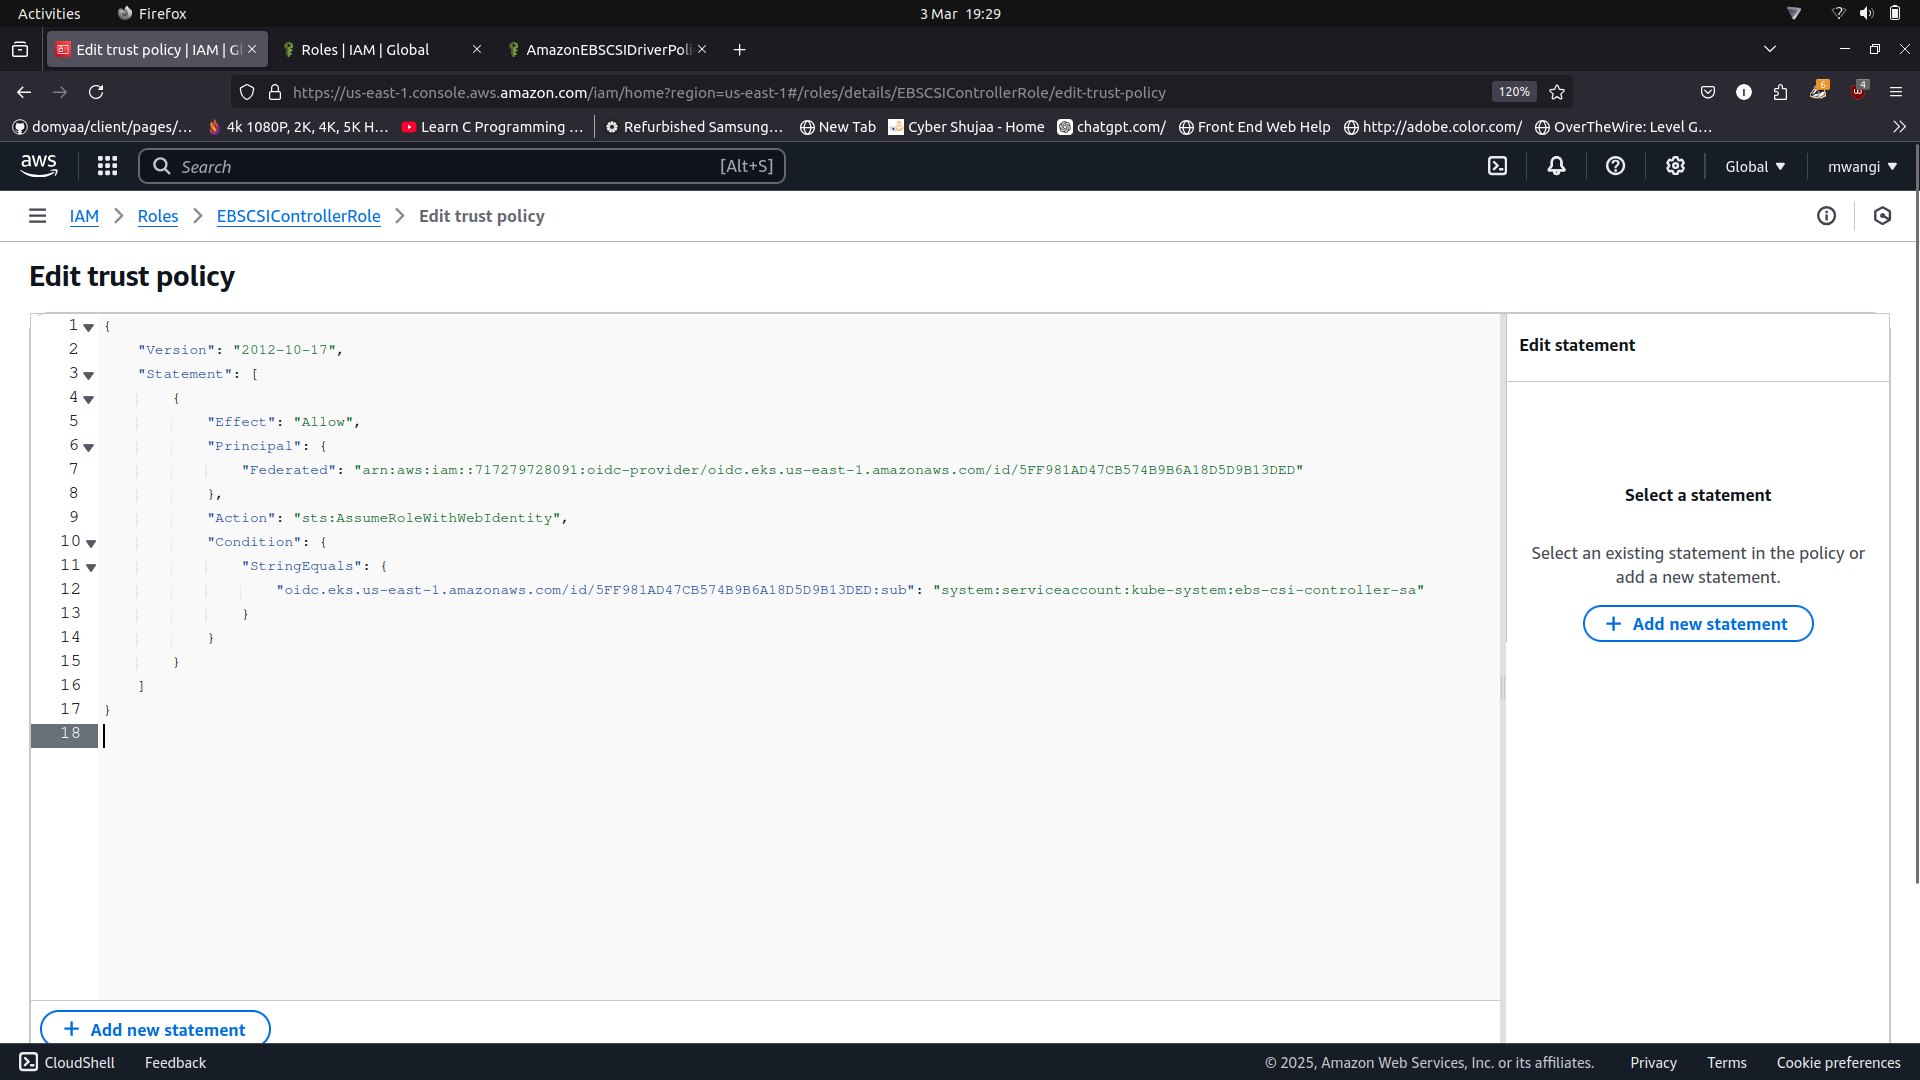 Activities
Firefox
3 Mar 19:29
Edit trust policy | IAM | Gl
Roles | IAM | Global
AmazonEBSCSIDriverPoli
https://us-east-1.console.aws.amazon.com/iam/home?region=us-east-1#/roles/details/EBSCSIControllerRole/edit-trust-policy
120%
6
4
domyaa/client/pages/...
4k 1080P, 2K, 4K, 5K H...
Learn C Programming ...
Refurbished Samsung...
New Tab
Cyber Shujaa - Home
chatgpt.com/
Front End Web Help
http://adobe.color.com/
OverTheWire: Level G...
aws
Search
[Alt+S]
Global
mwangi
IAM
Roles
EBSCSIControllerRole
Edit trust policy
Edit trust policy
1 {
2 "Version": "2012-10-17",
3 "Statement": [
4 {
5 "Effect": "Allow",
6 "Principal": {
7 "Federated": "arn:aws:iam::717279728091:oidc-provider/oidc.eks.us-east-1.amazonaws.com/id/5FF981AD47CB574B9B6A18D5D9B13DED"
8 },
9 "Action": "sts:AssumeRoleWithWebIdentity",
10 "Condition": {
11 "StringEquals": {
12 "oidc.eks.us-east-1.amazonaws.com/id/5FF981AD47CB574B9B6A18D5D9B13DED:sub": "system:serviceaccount:kube-system:ebs-csi-controller-sa"
13 }
14 }
15 }
16 ]
17 }
18
Edit statement
Select a statement
Select an existing statement in the policy or
add a new statement.
+ Add new statement
+ Add new statement
CloudShell
Feedback
© 2025, Amazon Web Services, Inc. or its affiliates.
Privacy
Terms
Cookie preferences